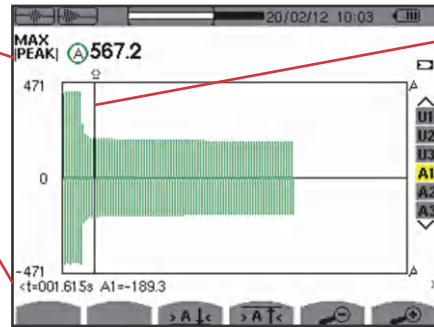 20/02/12 10:03
MAX
|PEAK| A 567.2
471
0
-471
U1
U2
U3
A1
A2
A3
<t=001.615s A1=-189.3
>A↓< >A↑<